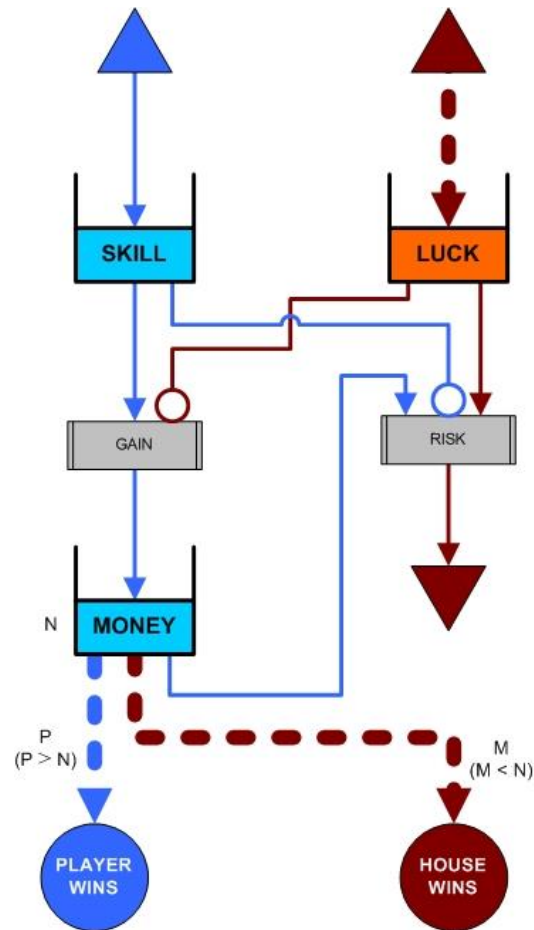 SKILL
LUCK
GAIN
RISK
N
MONEY
P
(P > N)
M
(M < N)
PLAYER
WINS
HOUSE
WINS